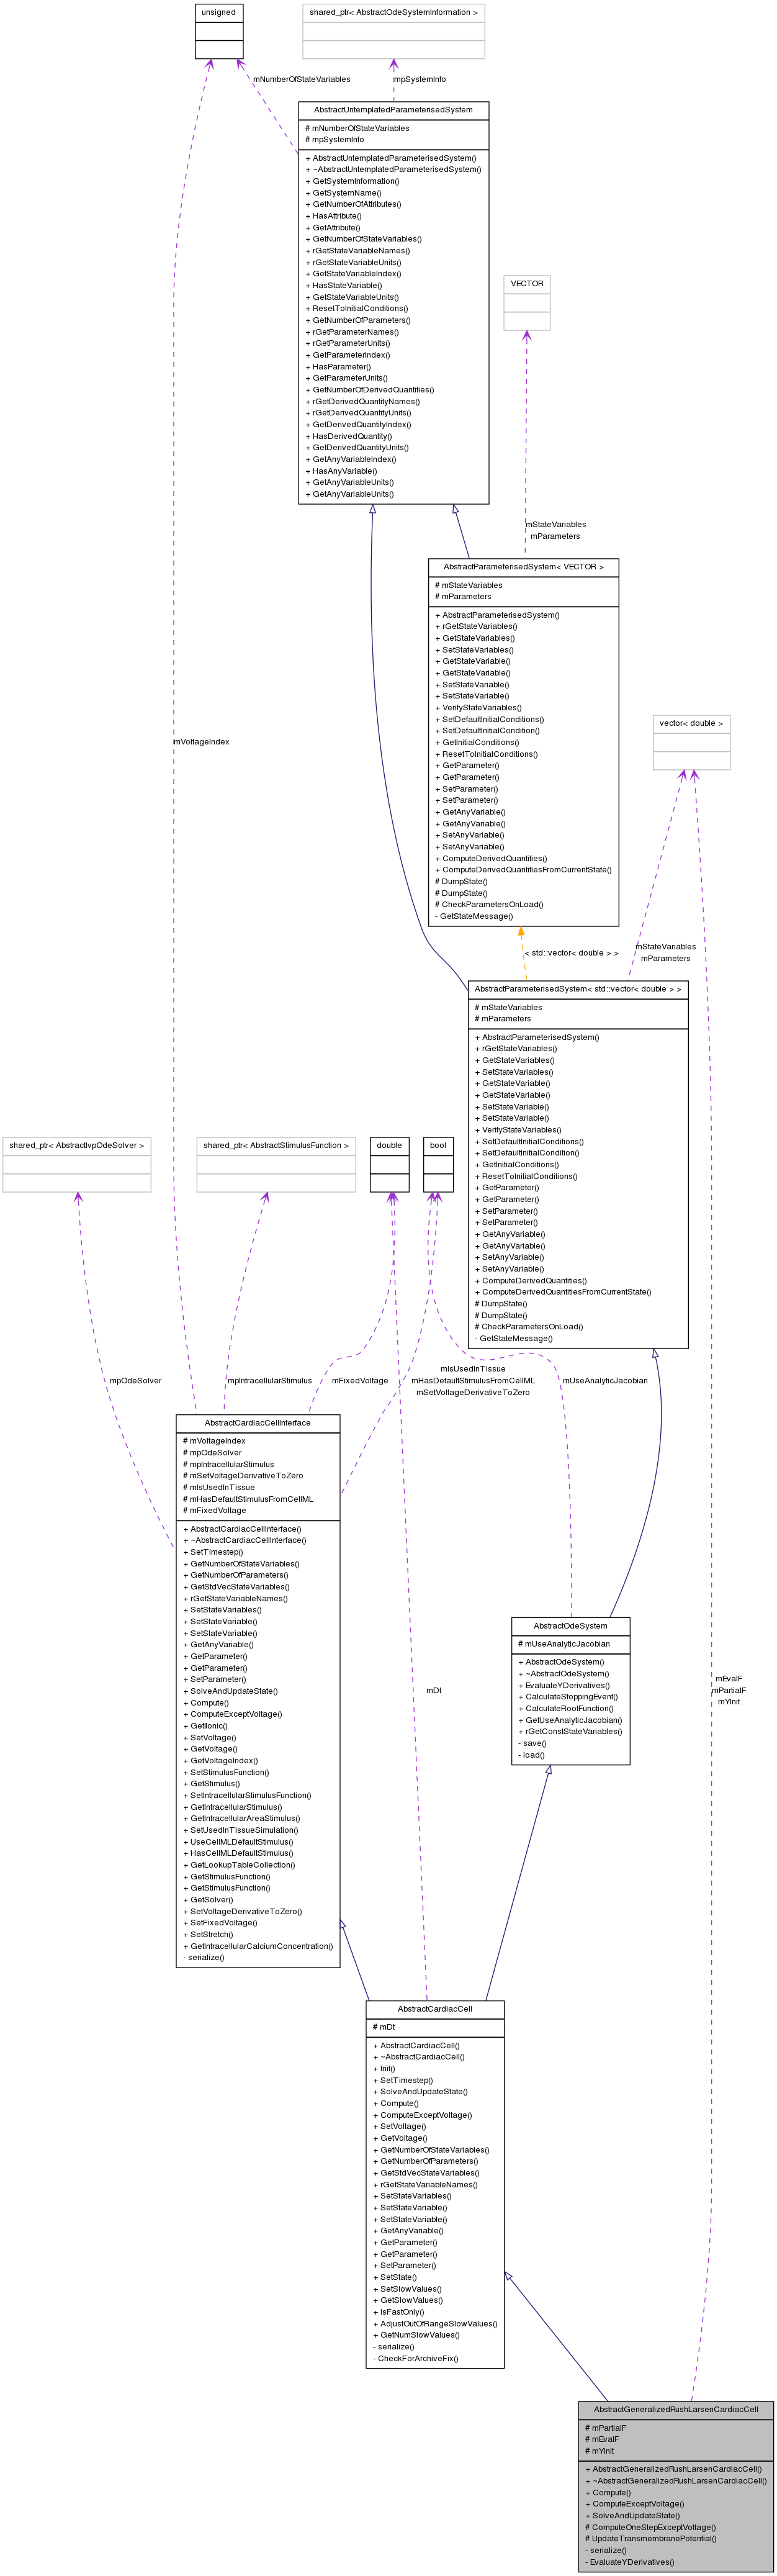 unsigned
shared_ptr< AbstractOdeSystemInformation >
mNumberOfStateVariables
mpSystemInfo
AbstractUntemplatedParameterisedSystem
# mNumberOfStateVariables
# mpSystemInfo
+ AbstractUntemplatedParameterisedSystem()
+ ~AbstractUntemplatedParameterisedSystem()
+ GetSystemInformation()
+ GetSystemName()
+ GetNumberOfAttributes()
+ HasAttribute()
+ GetAttribute()
+ GetNumberOfStateVariables()
+ rGetStateVariableNames()
+ rGetStateVariableUnits()
+ GetStateVariableIndex()
+ HasStateVariable()
+ GetStateVariableUnits()
+ ResetToInitialConditions()
+ GetNumberOfParameters()
+ rGetParameterNames()
+ rGetParameterUnits()
+ GetParameterIndex()
+ HasParameter()
+ GetParameterUnits()
+ GetNumberOfDerivedQuantities()
+ rGetDerivedQuantityNames()
+ rGetDerivedQuantityUnits()
+ GetDerivedQuantityIndex()
+ HasDerivedQuantity()
+ GetDerivedQuantityUnits()
+ GetAnyVariableIndex()
+ HasAnyVariable()
+ GetAnyVariableUnits()
+ GetAnyVariableUnits()
VECTOR
mStateVariables
mParameters
AbstractParameterisedSystem< VECTOR >
# mStateVariables
# mParameters
+ AbstractParameterisedSystem()
+ rGetStateVariables()
+ GetStateVariables()
+ SetStateVariables()
+ GetStateVariable()
+ GetStateVariable()
+ SetStateVariable()
+ SetStateVariable()
+ VerifyStateVariables()
+ SetDefaultInitialConditions()
+ SetDefaultInitialCondition()
+ GetInitialConditions()
+ ResetToInitialConditions()
+ GetParameter()
+ GetParameter()
+ SetParameter()
+ SetParameter()
+ GetAnyVariable()
+ GetAnyVariable()
+ SetAnyVariable()
+ SetAnyVariable()
+ ComputeDerivedQuantities()
+ ComputeDerivedQuantitiesFromCurrentState()
# DumpState()
# DumpState()
# CheckParametersOnLoad()
- GetStateMessage()
mVoltageIndex
vector< double >
< std::vector< double > >
mStateVariables
mParameters
AbstractParameterisedSystem< std::vector< double > >
# mStateVariables
# mParameters
+ AbstractParameterisedSystem()
+ rGetStateVariables()
+ GetStateVariables()
+ SetStateVariables()
+ GetStateVariable()
+ GetStateVariable()
+ SetStateVariable()
+ SetStateVariable()
+ VerifyStateVariables()
+ SetDefaultInitialConditions()
+ SetDefaultInitialCondition()
+ GetInitialConditions()
+ ResetToInitialConditions()
+ GetParameter()
+ GetParameter()
+ SetParameter()
+ SetParameter()
+ GetAnyVariable()
+ GetAnyVariable()
+ SetAnyVariable()
+ SetAnyVariable()
+ ComputeDerivedQuantities()
+ ComputeDerivedQuantitiesFromCurrentState()
# DumpState()
# DumpState()
# CheckParametersOnLoad()
- GetStateMessage()
shared_ptr< AbstractIvpOdeSolver >
shared_ptr< AbstractStimulusFunction >
double
bool
mpOdeSolver
mpIntracellularStimulus
mFixedVoltage
mIsUsedInTissue
mHasDefaultStimulusFromCellML
mSetVoltageDerivativeToZero
mUseAnalyticJacobian
AbstractCardiacCellInterface
# mVoltageIndex
# mpOdeSolver
# mpIntracellularStimulus
# mSetVoltageDerivativeToZero
# mIsUsedInTissue
# mHasDefaultStimulusFromCellML
# mFixedVoltage
+ AbstractCardiacCellInterface()
+ ~AbstractCardiacCellInterface()
+ SetTimestep()
+ GetNumberOfStateVariables()
+ GetNumberOfParameters()
+ GetStdVecStateVariables()
+ rGetStateVariableNames()
+ SetStateVariables()
+ SetStateVariable()
+ SetStateVariable()
+ GetAnyVariable()
+ GetParameter()
+ GetParameter()
+ SetParameter()
+ SolveAndUpdateState()
+ Compute()
+ ComputeExceptVoltage()
+ GetIIonic()
+ SetVoltage()
+ GetVoltage()
+ GetVoltageIndex()
+ SetStimulusFunction()
+ GetStimulus()
+ SetIntracellularStimulusFunction()
+ GetIntracellularStimulus()
+ GetIntracellularAreaStimulus()
+ SetUsedInTissueSimulation()
+ UseCellMLDefaultStimulus()
+ HasCellMLDefaultStimulus()
+ GetLookupTableCollection()
+ GetStimulusFunction()
+ GetStimulusFunction()
+ GetSolver()
+ SetVoltageDerivativeToZero()
+ SetFixedVoltage()
+ SetStretch()
+ GetIntracellularCalciumConcentration()
- serialize()
AbstractOdeSystem
# mUseAnalyticJacobian
+ AbstractOdeSystem()
+ ~AbstractOdeSystem()
+ EvaluateYDerivatives()
+ CalculateStoppingEvent()
+ CalculateRootFunction()
+ GetUseAnalyticJacobian()
+ rGetConstStateVariables()
- save()
- load()
mDt
mEvalF
mPartialF
mYInit
AbstractCardiacCell
# mDt
+ AbstractCardiacCell()
+ ~AbstractCardiacCell()
+ Init()
+ SetTimestep()
+ SolveAndUpdateState()
+ Compute()
+ ComputeExceptVoltage()
+ SetVoltage()
+ GetVoltage()
+ GetNumberOfStateVariables()
+ GetNumberOfParameters()
+ GetStdVecStateVariables()
+ rGetStateVariableNames()
+ SetStateVariables()
+ SetStateVariable()
+ SetStateVariable()
+ GetAnyVariable()
+ GetParameter()
+ GetParameter()
+ SetParameter()
+ SetState()
+ SetSlowValues()
+ GetSlowValues()
+ IsFastOnly()
+ AdjustOutOfRangeSlowValues()
+ GetNumSlowValues()
- serialize()
- CheckForArchiveFix()
AbstractGeneralizedRushLarsenCardiacCell
# mPartialF
# mEvalF
# mYInit
+ AbstractGeneralizedRushLarsenCardiacCell()
+ ~AbstractGeneralizedRushLarsenCardiacCell()
+ Compute()
+ ComputeExceptVoltage()
+ SolveAndUpdateState()
# ComputeOneStepExceptVoltage()
# UpdateTransmembranePotential()
- serialize()
- EvaluateYDerivatives()